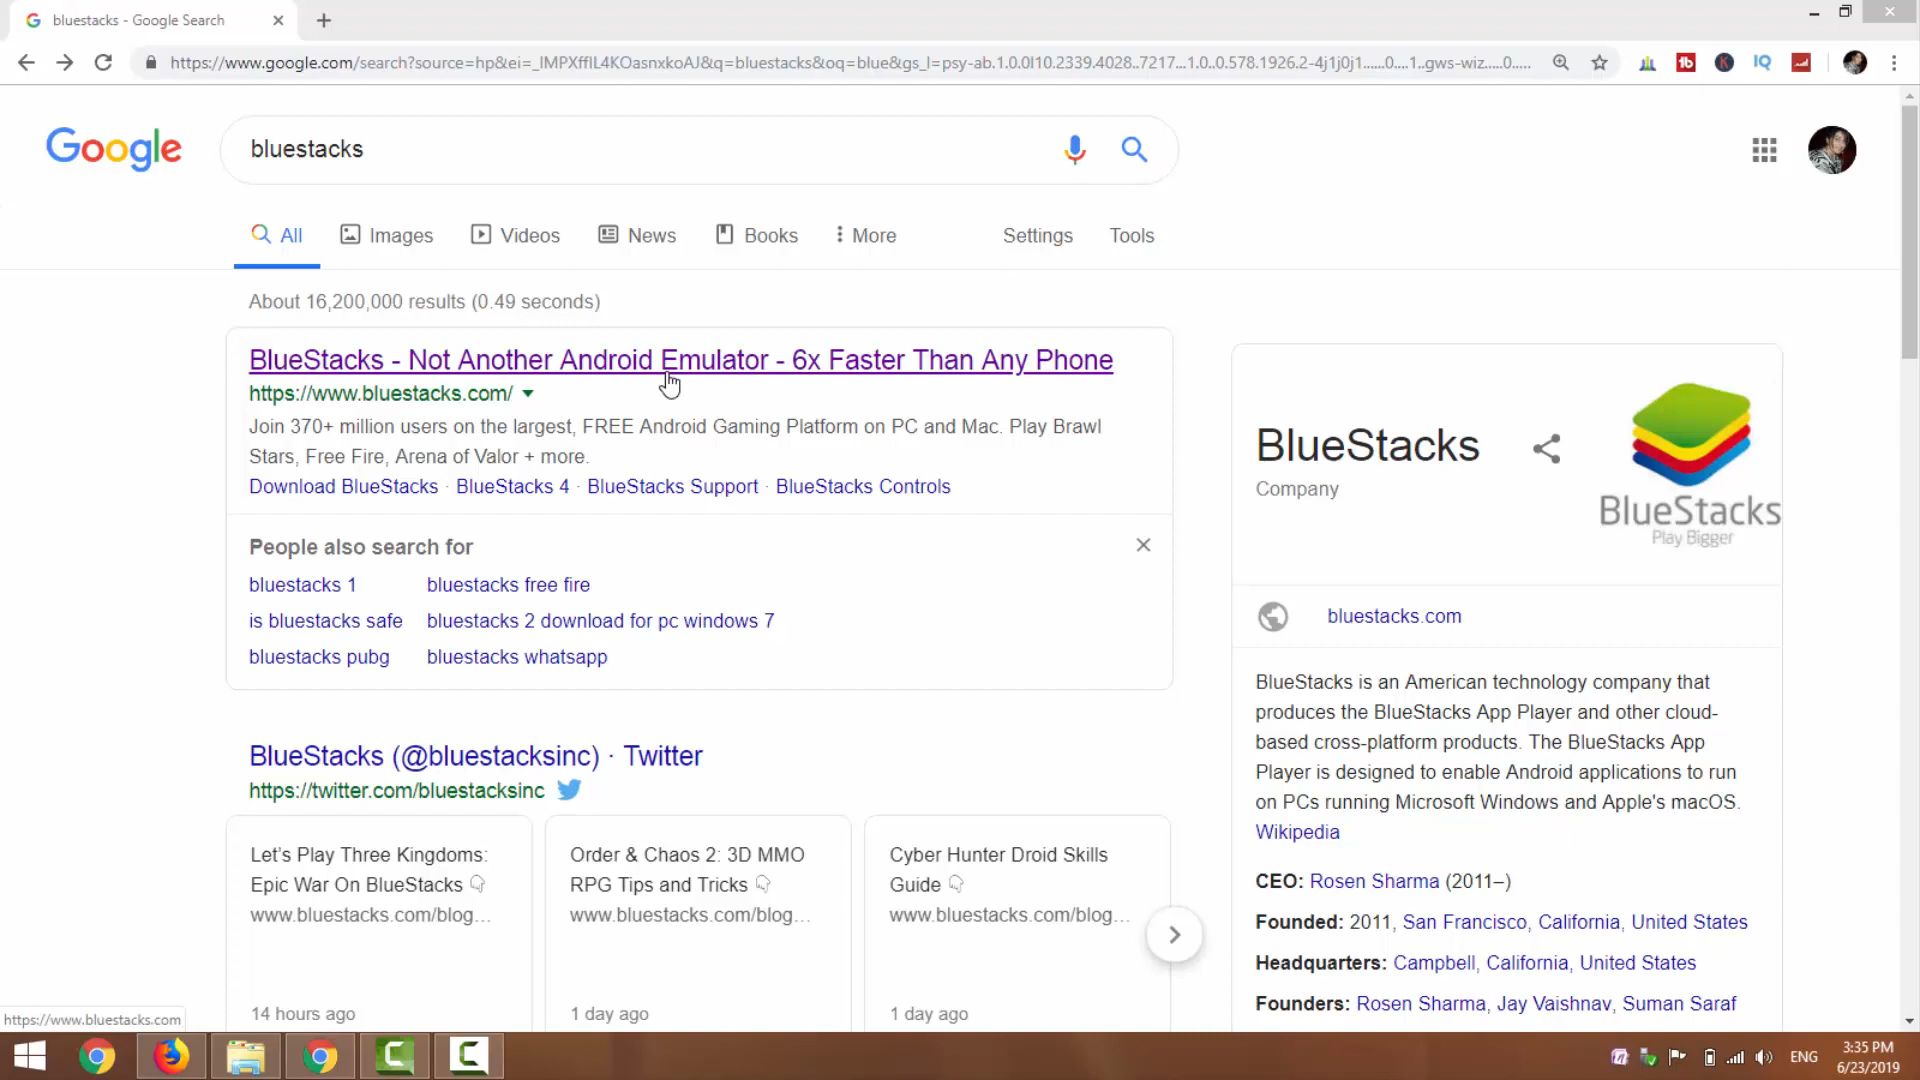 bluestacks - Google Search
https://www.google.com/search?source=hp&ei=_lMPXffIL4KOasnxkoAJ&q=bluestacks&oq=blue&gs_l=psy-ab.1.0.0l10.2339.4028..7217...1.0..0.578.1926.2-4j1j0j1......0....1..gws-wiz.....0.....
IQ
Google
bluestacks
All
Images
Videos
News
Books
More
Settings
Tools
About 16,200,000 results (0.49 seconds)
BlueStacks - Not Another Android Emulator - 6x Faster Than Any Phone
https://www.bluestacks.com/
Join 370+ million users on the largest, FREE Android Gaming Platform on PC and Mac. Play Brawl
Stars, Free Fire, Arena of Valor + more.
Download BlueStacks · BlueStacks 4 · BlueStacks Support · BlueStacks Controls
People also search for
bluestacks 1
bluestacks free fire
is bluestacks safe
bluestacks 2 download for pc windows 7
bluestacks pubg
bluestacks whatsapp
BlueStacks (@bluestacksinc) · Twitter
https://twitter.com/bluestacksinc
Let's Play Three Kingdoms:
Epic War On BlueStacks
www.bluestacks.com/blog...
14 hours ago
Order & Chaos 2: 3D MMO
RPG Tips and Tricks
www.bluestacks.com/blog...
1 day ago
Cyber Hunter Droid Skills
Guide
www.bluestacks.com/blog...
1 day ago
BlueStacks
Company
BlueStacks
Play Bigger
bluestacks.com
BlueStacks is an American technology company that
produces the BlueStacks App Player and other cloud-
based cross-platform products. The BlueStacks App
Player is designed to enable Android applications to run
on PCs running Microsoft Windows and Apple's macOS.
Wikipedia
CEO: Rosen Sharma (2011–)
Founded: 2011, San Francisco, California, United States
Headquarters: Campbell, California, United States
Founders: Rosen Sharma, Jay Vaishnav, Suman Saraf
https://www.bluestacks.com
ENG
3:35 PM
6/23/2019